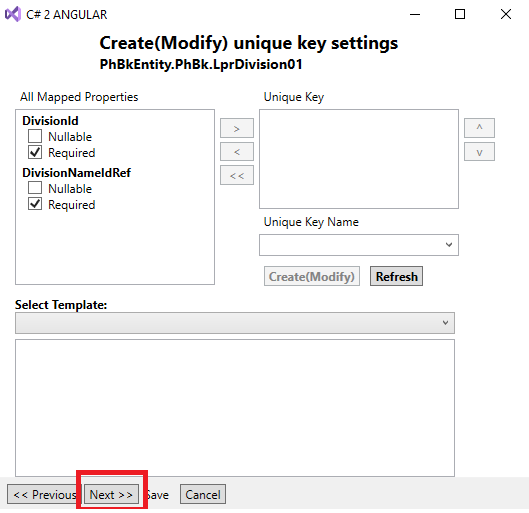 C# 2 ANGULAR
Create(Modify) unique key settings
PhBkEntity.PhBk.LprDivision01
All Mapped Properties
Unique Key
DivisionId
Nullable
Required
DivisionNameIdRef
Nullable
Required
>
<
<<
^
v
Unique Key Name
Create(Modify)
Refresh
Select Template:
<< Previous
Next >>
Save
Cancel